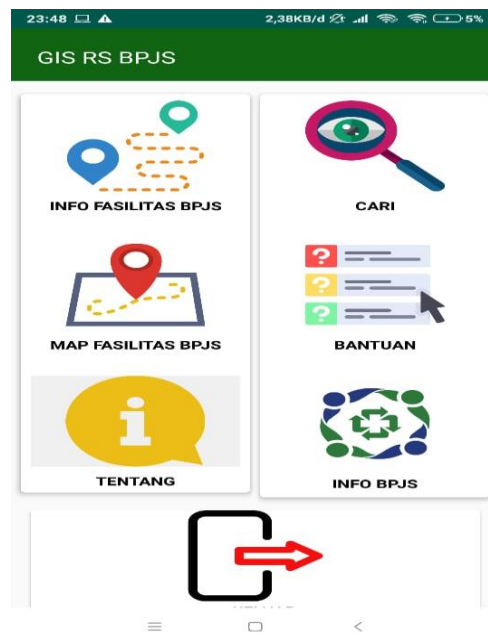 23:48 2,38KB/d 5%
GIS RS BPJS
INFO FASILITAS BPJS
CARI
MAP FASILITAS BPJS
BANTUAN
TENTANG
INFO BPJS